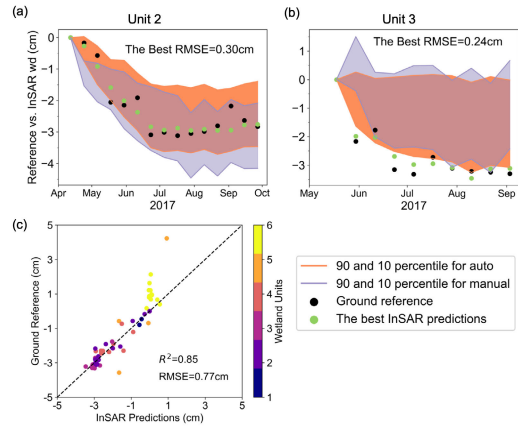 Unit 2
Unit 3
(a)
(b)
The Best RMSE=0.30cm
The Best RMSE=0.24cm
Reference vs. InSAR wd (cm)
0
-1
-2
-3
-4
1
0
-1
-2
-3
Apr May Jun Jul Aug Sep Oct
2017
Jun Jul Aug Sep
2017
(c)
Ground Reference (cm)
5
3
1
-1
-3
-5
R²=0.85
RMSE=0.77cm
-5 -3 -1 1 3 5
InSAR Predictions (cm)
6
5
4
3
2
1
Wetland Units
90 and 10 percentile for auto
90 and 10 percentile for manual
Ground reference
The best InSAR predictions